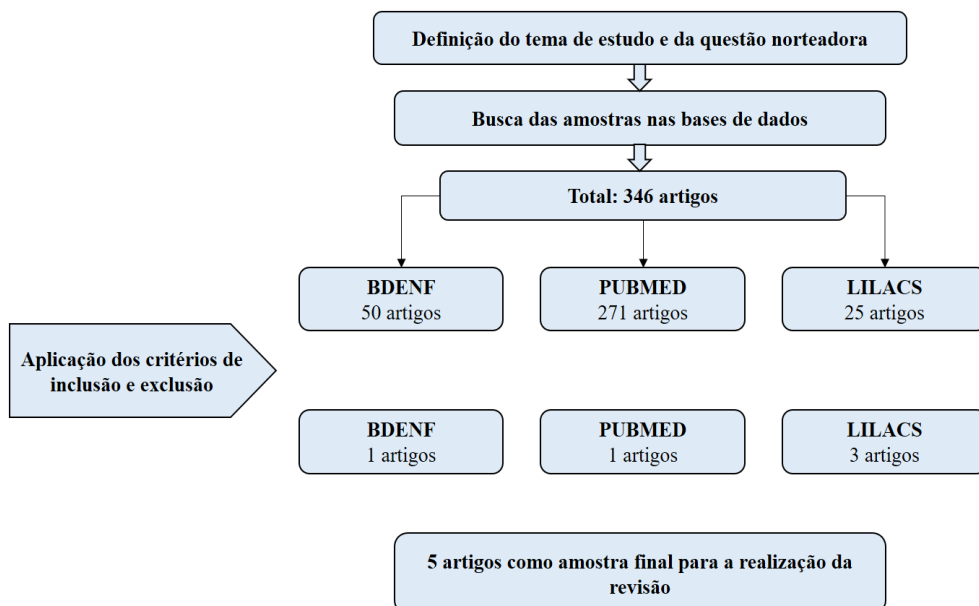 Definição do tema de estudo e da questão norteadora
Busca das amostras nas bases de dados
Total: 346 artigos
BDENF
50 artigos
PUBMED
271 artigos
LILACS
25 artigos
Aplicação dos critérios de
inclusão e exclusão
BDENF
1 artigos
PUBMED
1 artigos
LILACS
3 artigos
5 artigos como amostra final para a realização da
revisão